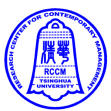 RESEARCH CENTER FOR CONTEMPORARY MANAGEMENT
RCCM
TSINGHUA
UNIVERSITY